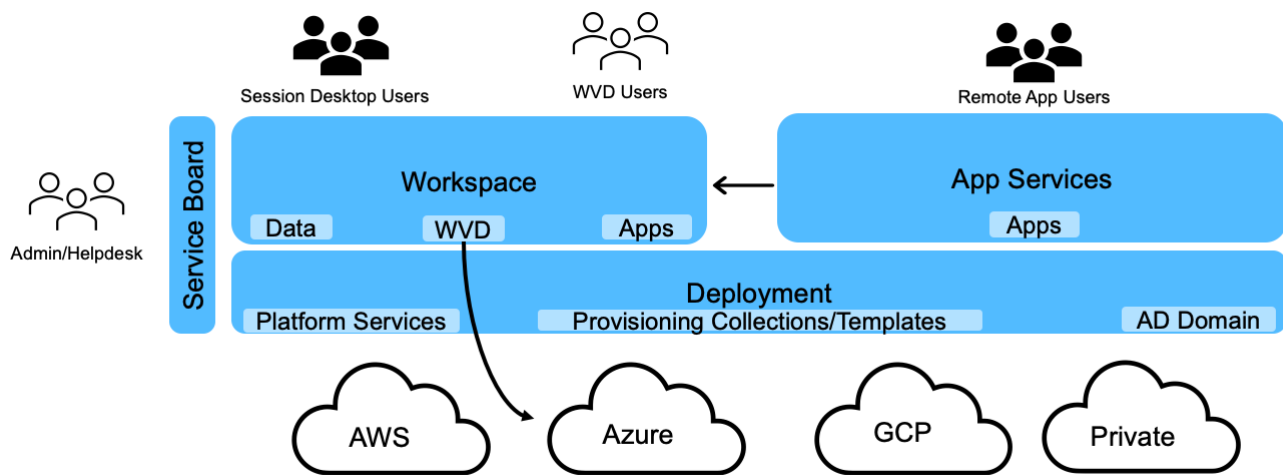 Session Desktop Users
WVD Users
Remote App Users
Admin/Helpdesk
Service Board
Workspace
Data
WVD
Apps
App Services
Apps
Deployment
Platform Services
Provisioning Collections/Templates
AD Domain
AWS
Azure
GCP
Private